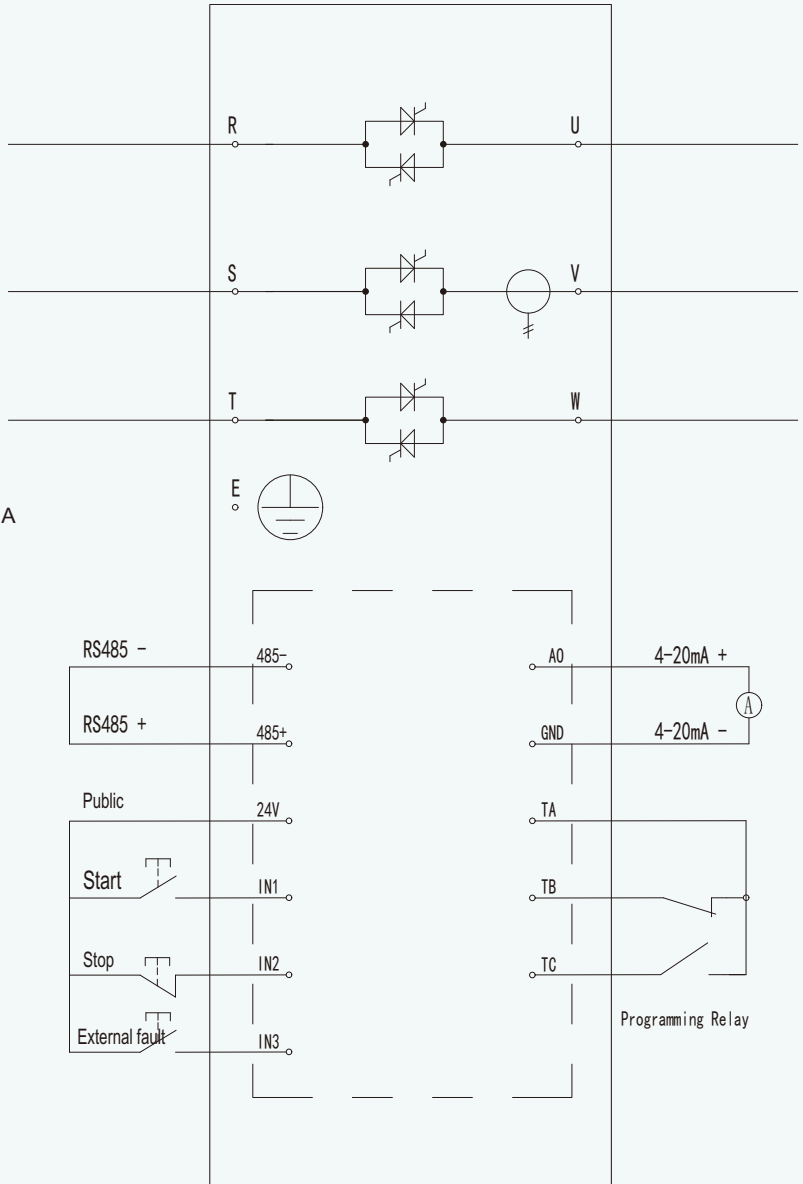 R
U
S
V
T
W
E
A
RS485 -
485-
AO
4-20mA +
A
RS485 +
485+
GND
4-20mA -
Public
24V
TA
Start
IN1
TB
Stop
IN2
TC
External fault
IN3
Programming Relay